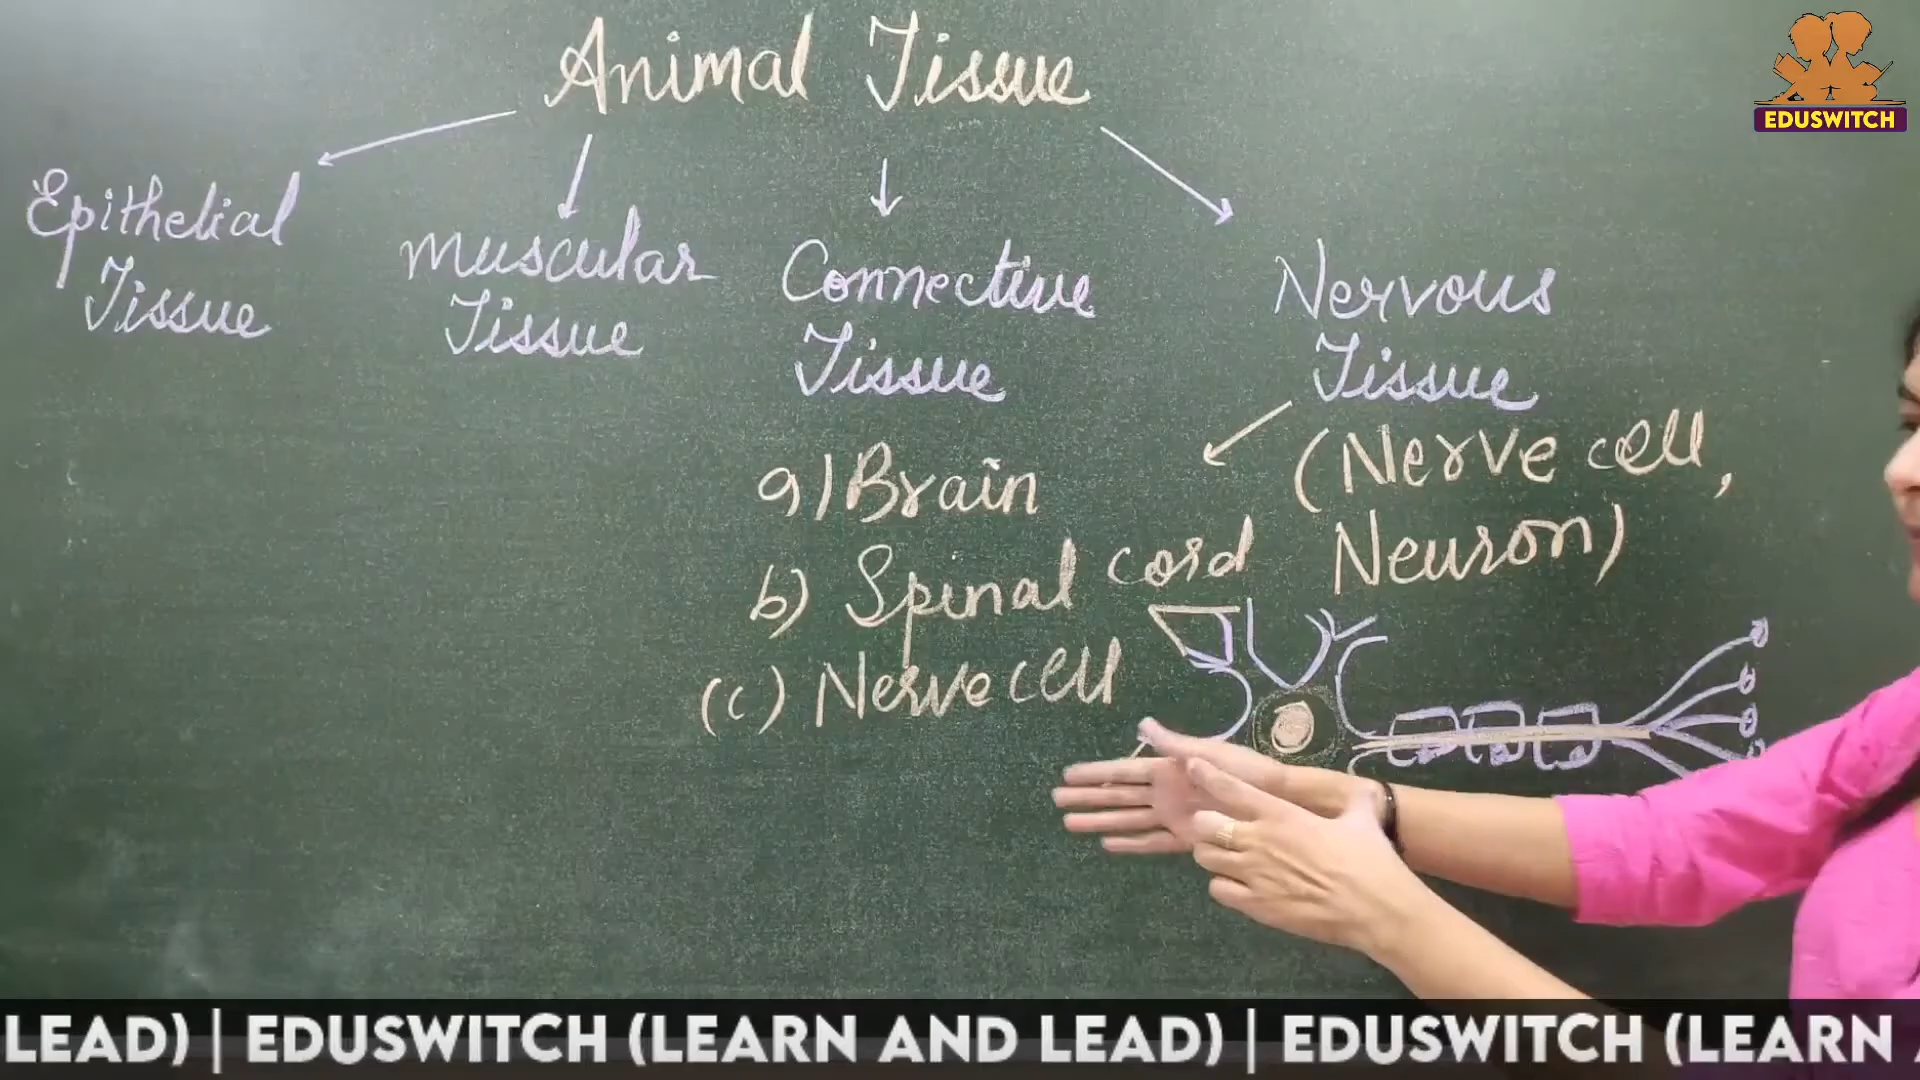 Animal Tissue
EDUSWITCH
Epithelial
Tissue
muscular
Tissue
Connective
Tissue
Nervous
Tissue
(Nerve cell,
Neuron)
a) Brain
b) Spinal cord
(c) Nerve cell
LEAD) | EDUSWITCH (LEARN AND LEAD) | EDUSWITCH (LEARN